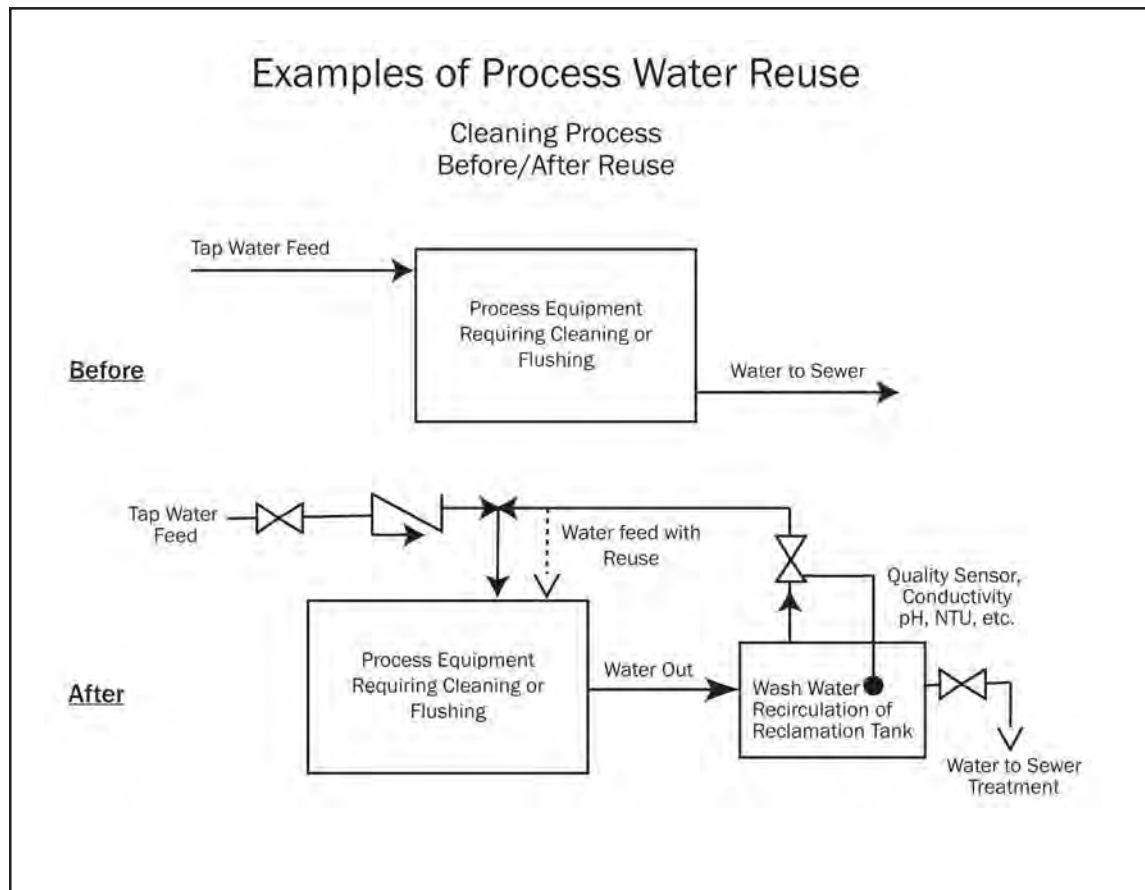 Examples of Process Water Reuse
Cleaning Process
Before/After Reuse
Tap Water Feed
Process Equipment
Requiring Cleaning or
Flushing
Before
Water to Sewer
Tap Water
Feed
Water feed with
Reuse
Quality Sensor,
Conductivity
pH, NTU, etc.
Process Equipment
Requiring Cleaning or
Flushing
Water Out
After
Wash Water
Recirculation of
Reclamation Tank
Water to Sewer
Treatment